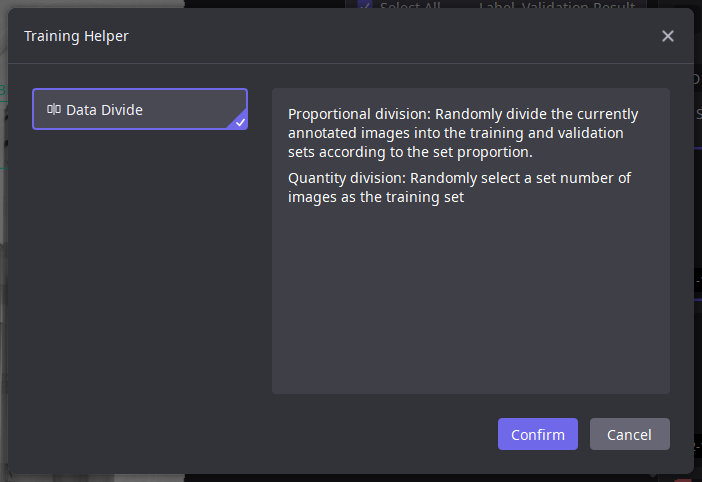 Select All
Label Validation Result
Training Helper
Data Divide
Proportional division: Randomly divide the currently
annotated images into the training and validation
sets according to the set proportion.
Quantity division: Randomly select a set number of
images as the training set
Confirm
Cancel